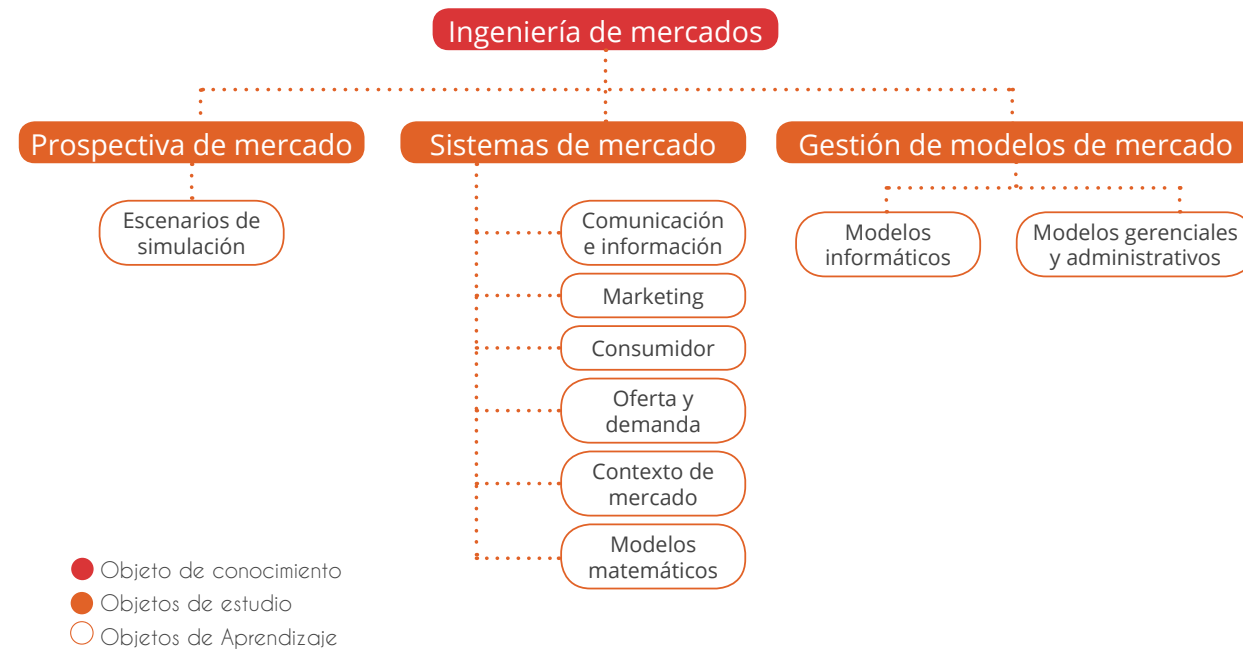 Ingeniería de mercados
Prospectiva de mercado
Sistemas de mercado
Gestión de modelos de mercado
Escenarios de
simulación
Comunicación
e información
Marketing
Consumidor
Oferta y
demanda
Contexto de
mercado
Modelos
matemáticos
Modelos
informáticos
Modelos gerenciales
y administrativos
Objeto de conocimiento
Objetos de estudio
Objetos de Aprendizaje